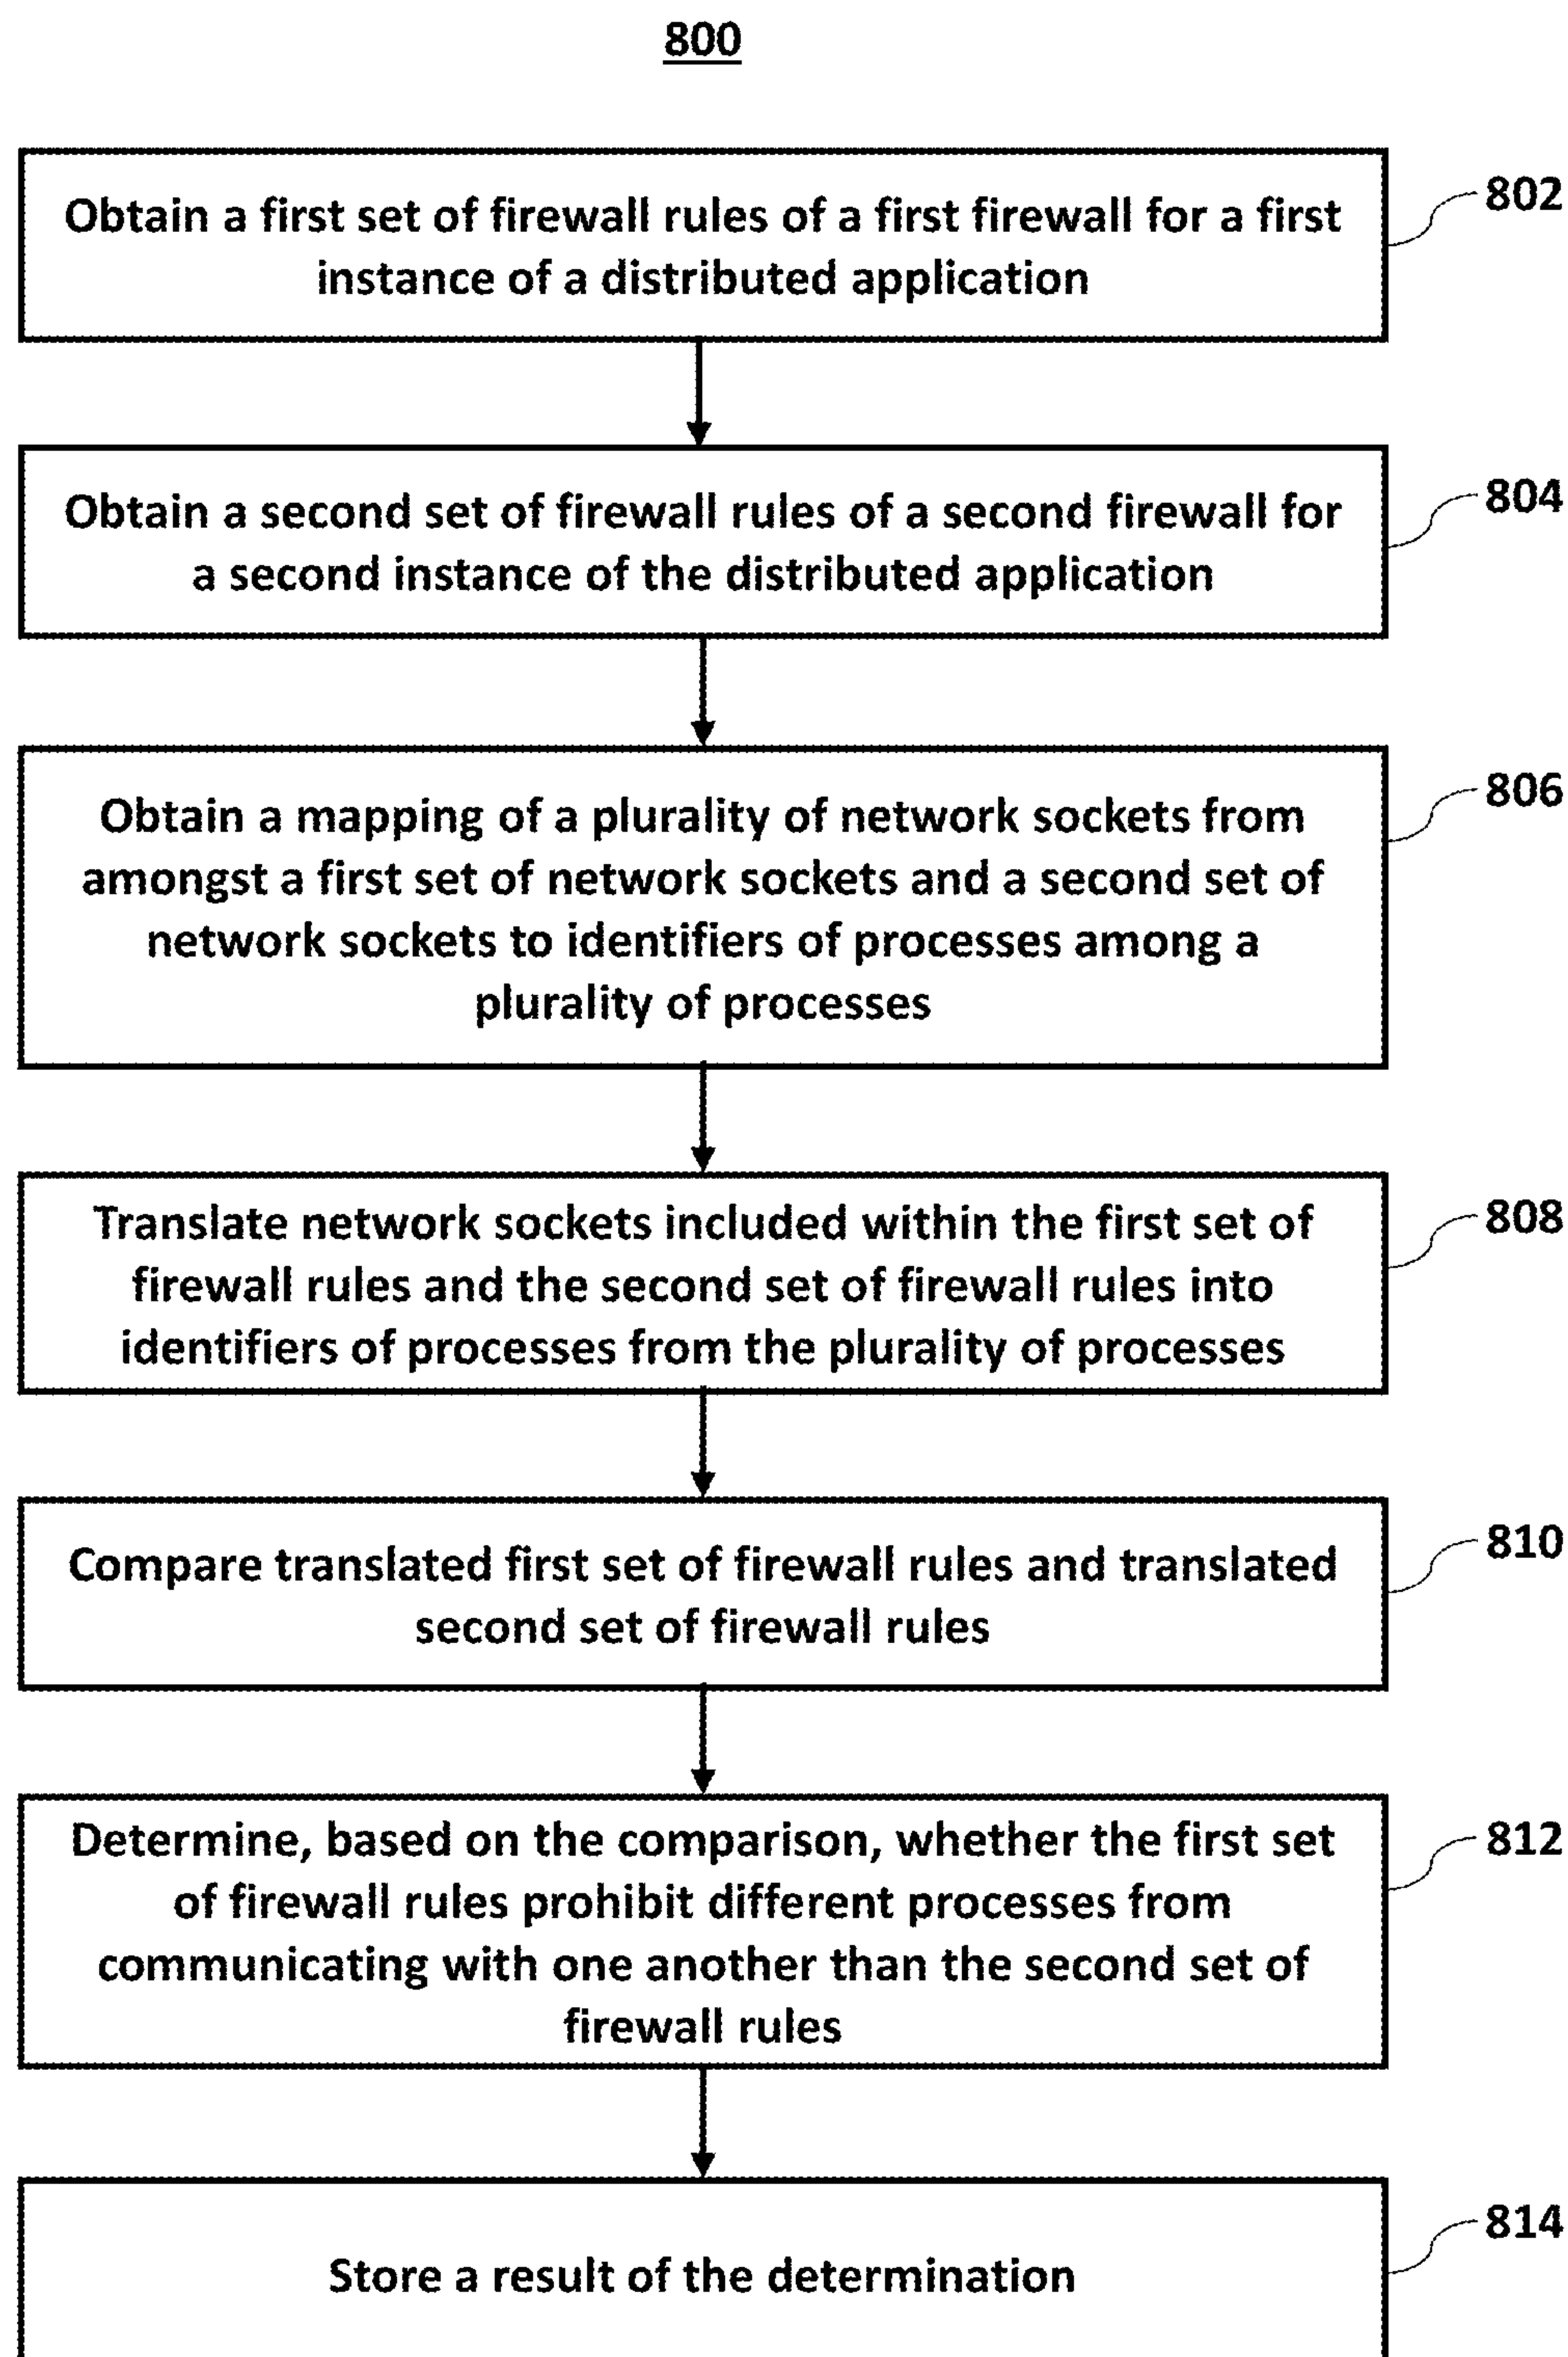 800
Obtain a first set of firewall rules of a first firewall for a first
instance of a distributed application
802
Obtain a second set of firewall rules of a second firewall for
a second instance of the distributed application
804
Obtain a mapping of a plurality of network sockets from
amongst a first set of network sockets and a second set of
network sockets to identifiers of processes among a
plurality of processes
806
Translate network sockets included within the first set of
firewall rules and the second set of firewall rules into
identifiers of processes from the plurality of processes
808
Compare translated first set of firewall rules and translated
second set of firewall rules
810
Determine, based on the comparison, whether the first set
of firewall rules prohibit different processes from
communicating with one another than the second set of
firewall rules
812
Store a result of the determination
814